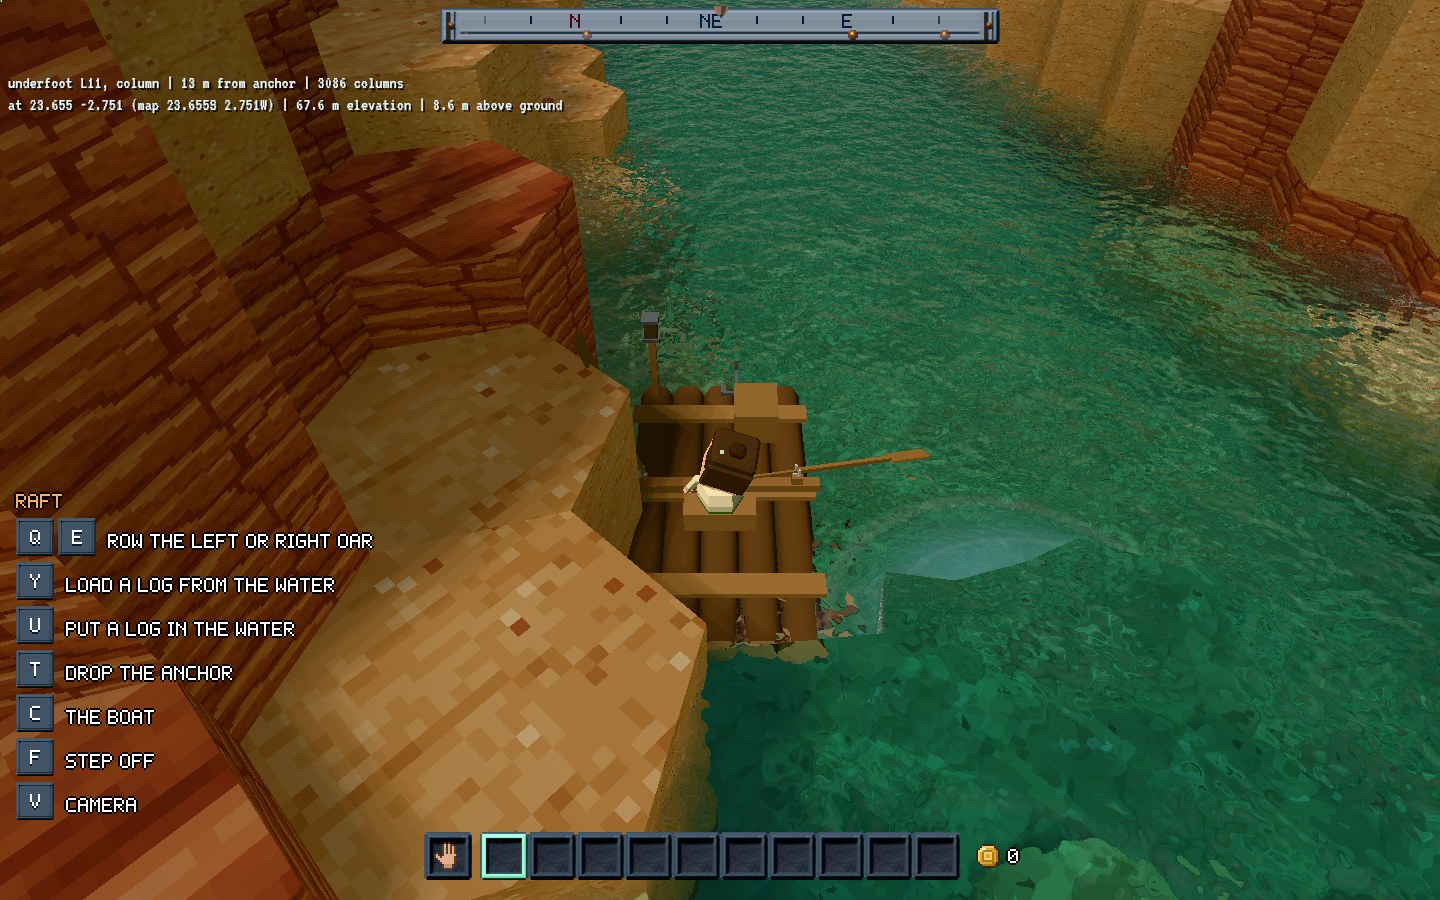 N NE E
underfoot L11, column | 13 m from anchor | 3086 columns
at 23.655 -2.751 (map 23.655S 2.751W) | 67.6 m elevation | 8.6 m above ground
RAFT
Q E ROW THE LEFT OR RIGHT OAR
Y LOAD A LOG FROM THE WATER
U PUT A LOG IN THE WATER
T DROP THE ANCHOR
C THE BOAT
F STEP OFF
V CAMERA
0